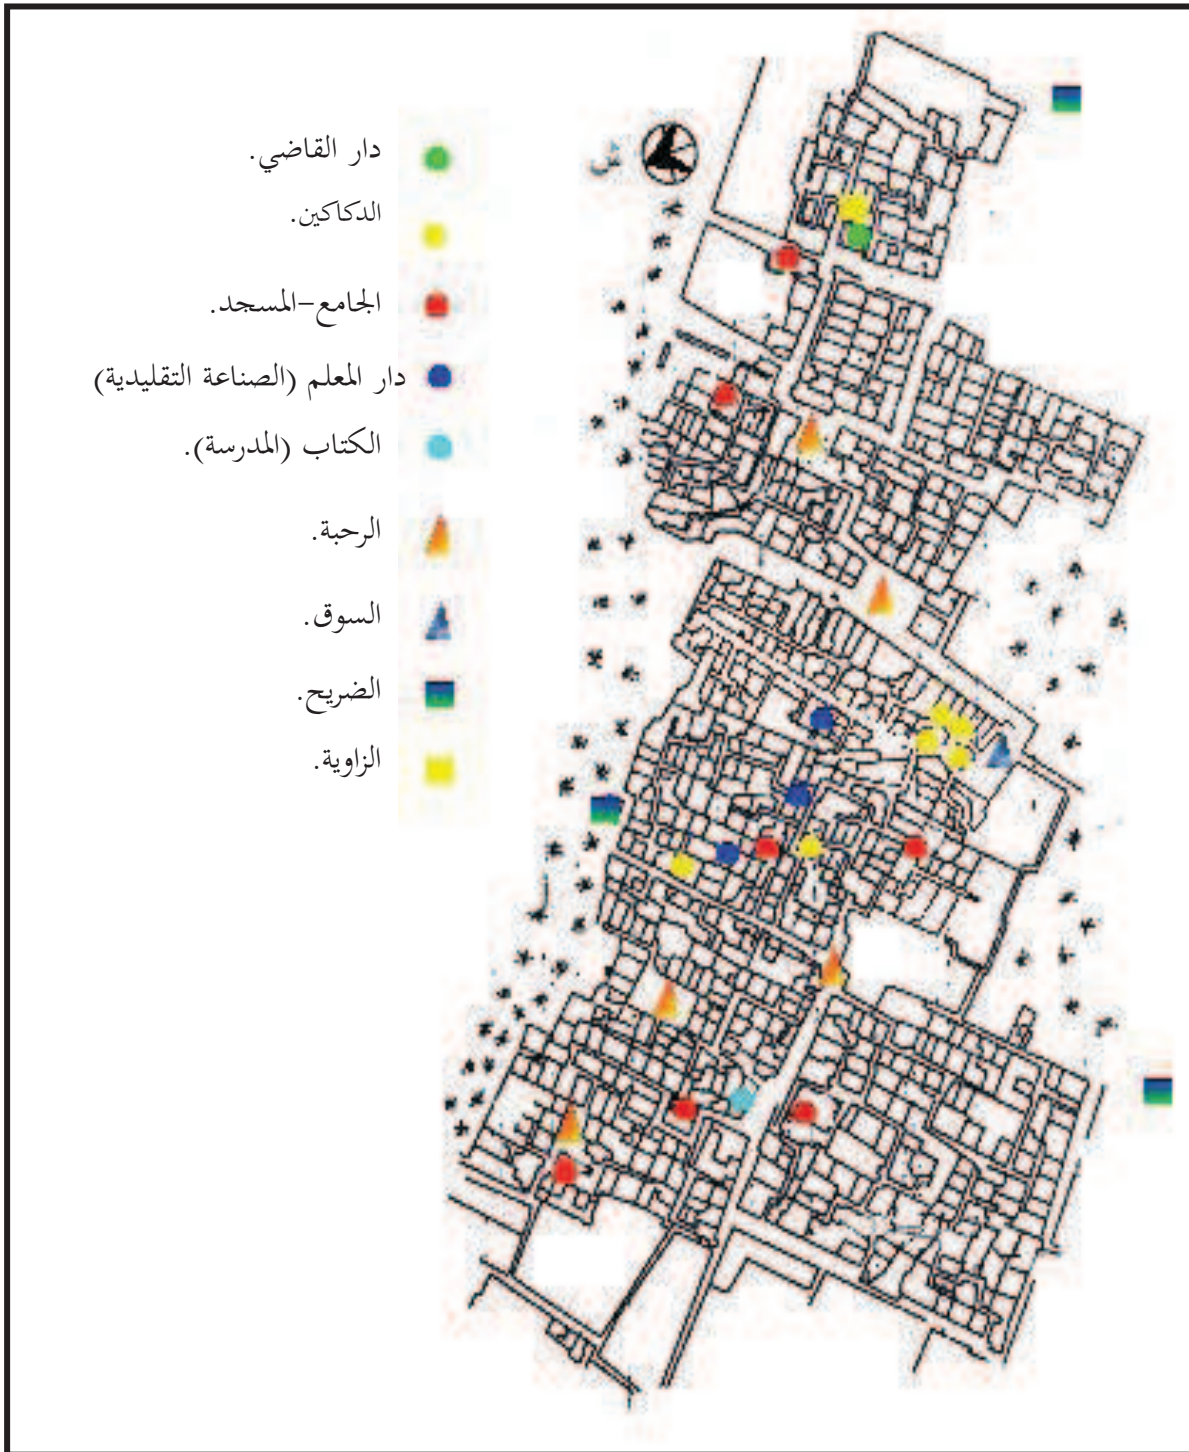 دار القاضي.
الدكاكين.
الجامع-المسجد.
دار المعلم (الصناعة التقليدية)
الكتاب (المدرسة).
الرحبة.
السوق.
الضريح.
الزاوية.